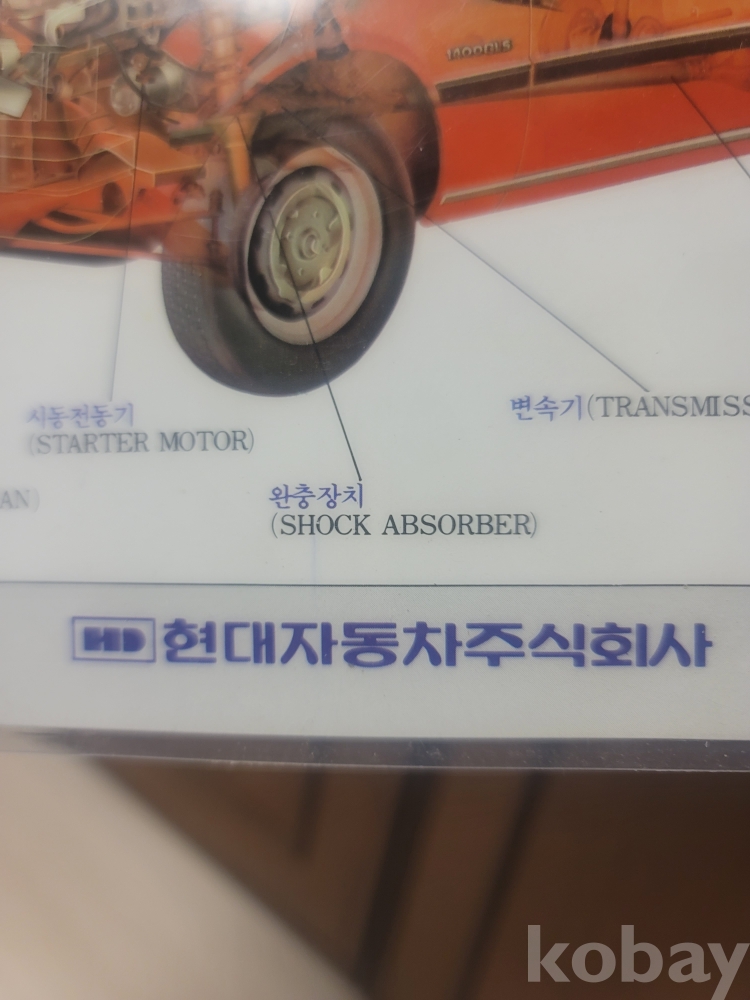 시동전동기
(STARTER MOTOR)
변속기(TRANSMISS
AN)
완충장치
(SHOCK ABSORBER)
HD 현대자동차주식회사
kobay